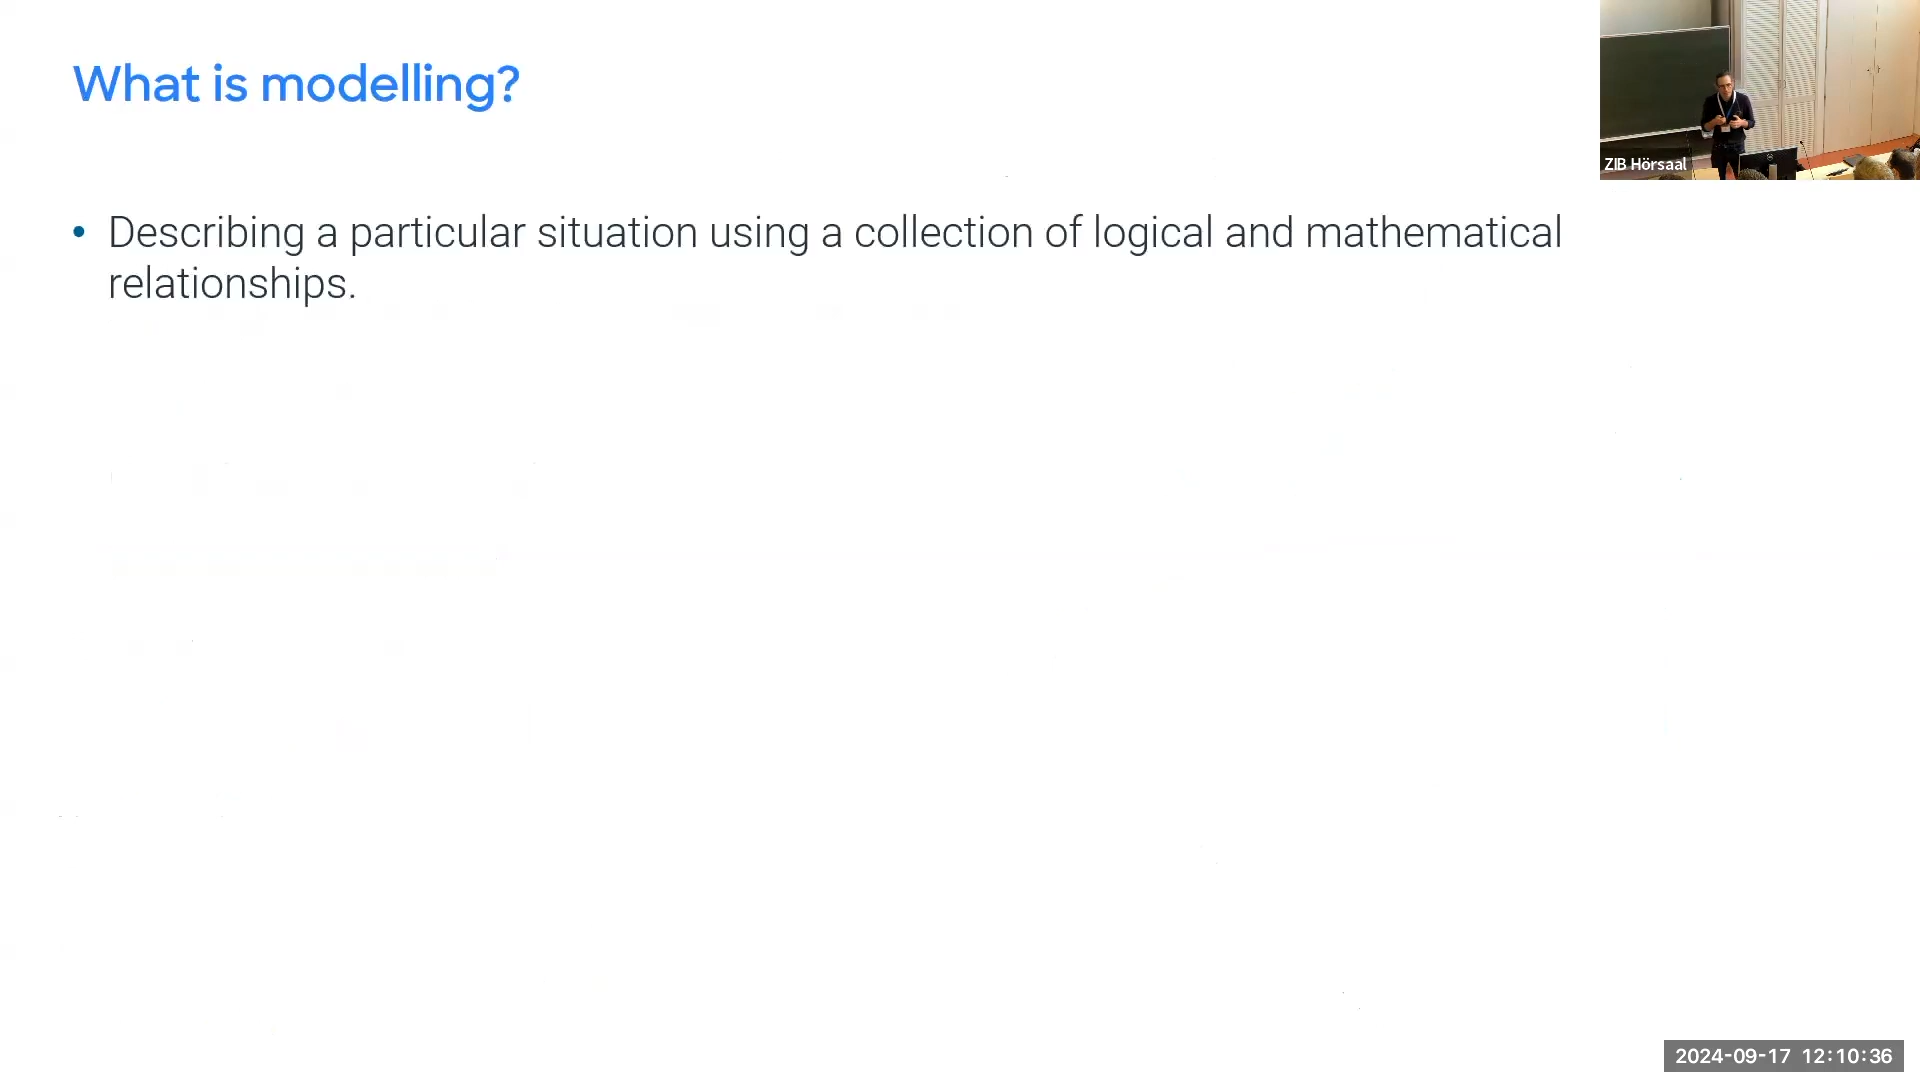 What is modelling?
ZIB Hörsaal
• Describing a particular situation using a collection of logical and mathematical
relationships.
2024-09-17 12:10:36